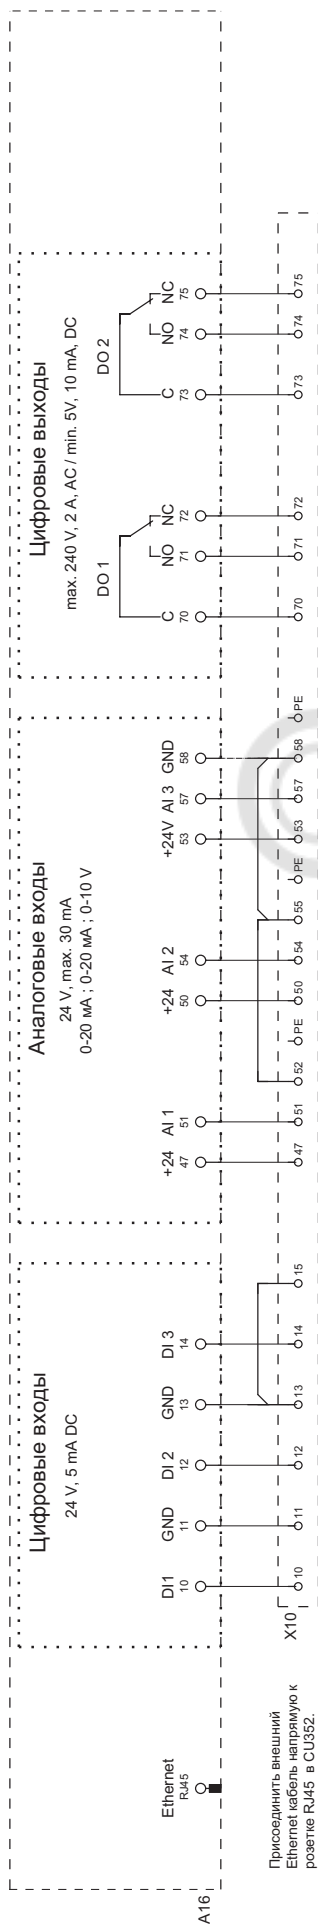 Цифровые входы
24 V, 5 mA DC
Аналоговые входы
24 V, max. 30 mA
0-20 мА ; 0-20 мА ; 0-10 V
Цифровые выходы
max. 240 V, 2 A, AC / min. 5V, 10 mA, DC
DO 1
DO 2
Ethernet
RJ45
DI1
10
GND
11
DI 2
12
GND
13
DI 3
14
+24
47
AI 1
51
+24
50
AI 2
54
+24V
53
AI 3
57
GND
58
C
70
NO
71
NC
72
C
73
NO
74
NC
75
A16
X10
10
11
12
13
14
15
47
51
52
PE
50
54
55
PE
53
57
58
PE
70
71
72
73
74
75
Присоединить внешний
Ethernet кабель напрямую к
розетке RJ45 в CU352.